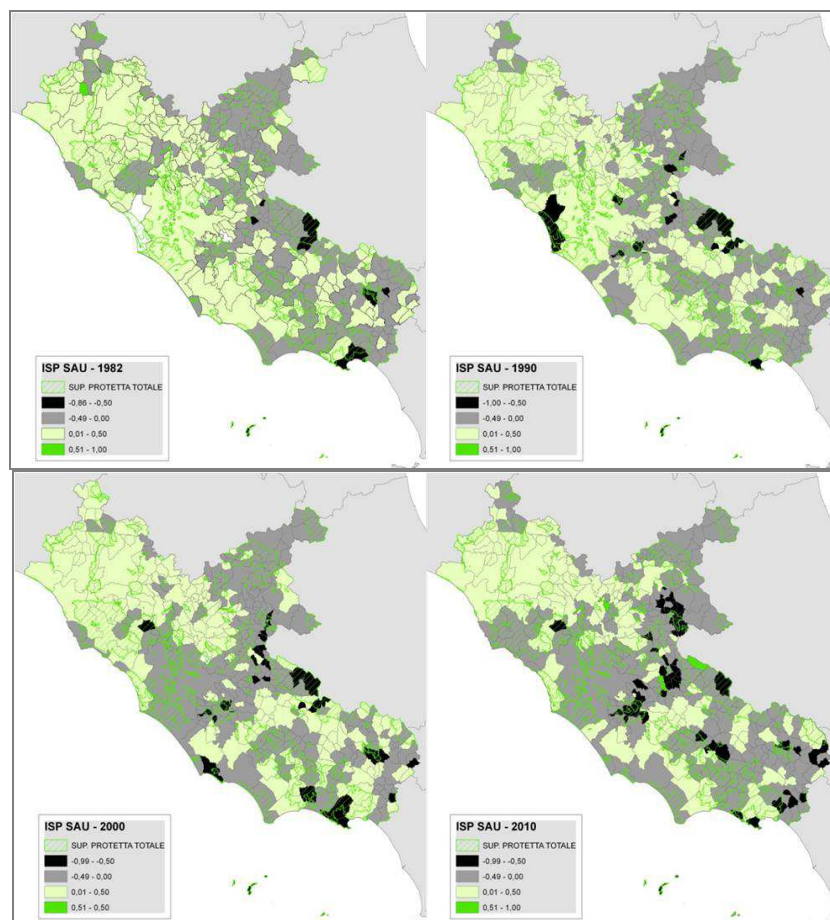 ISP SAU - 1982
SUP. PROTETTA TOTALE
-0,86 - -0,50
-0,49 - 0,00
0,01 - 0,50
0,51 - 1,00
ISP SAU - 1990
SUP. PROTETTA TOTALE
-1,00 - -0,50
-0,49 - 0,00
0,01 - 0,50
0,51 - 1,00
ISP SAU - 2000
SUP. PROTETTA TOTALE
-0,99 - -0,50
-0,49 - 0,00
0,01 - 0,50
0,51 - 0,50
ISP SAU - 2010
SUP. PROTETTA TOTALE
-0,99 - -0,50
-0,49 - 0,00
0,01 - 0,50
0,51 - 1,00